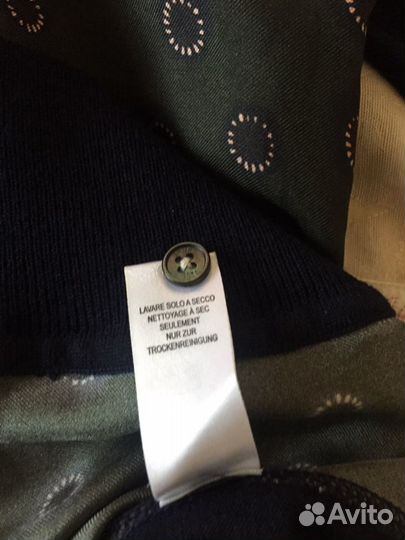 LAVARE SOLO A SECCO
NETTOYAGE À SEC
SEULEMENT
NUR ZUR
TROCKENREINIGUNG
Avito